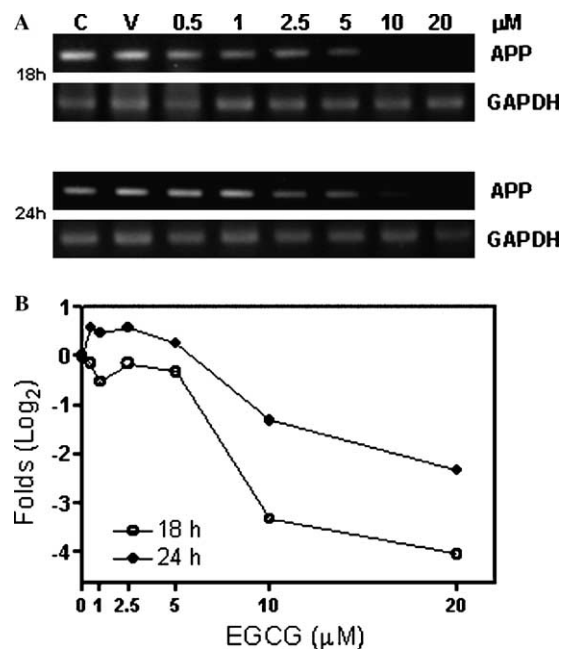 A C V 0.5 1 2.5 5 10 20 µM
APP
18h
GAPDH
APP
24h
GAPDH
B
1
0
-1
-2
-3
-4
Folds (Log₂)
18 h
24 h
0 1 2.5 5 10 20
EGCG (µM)